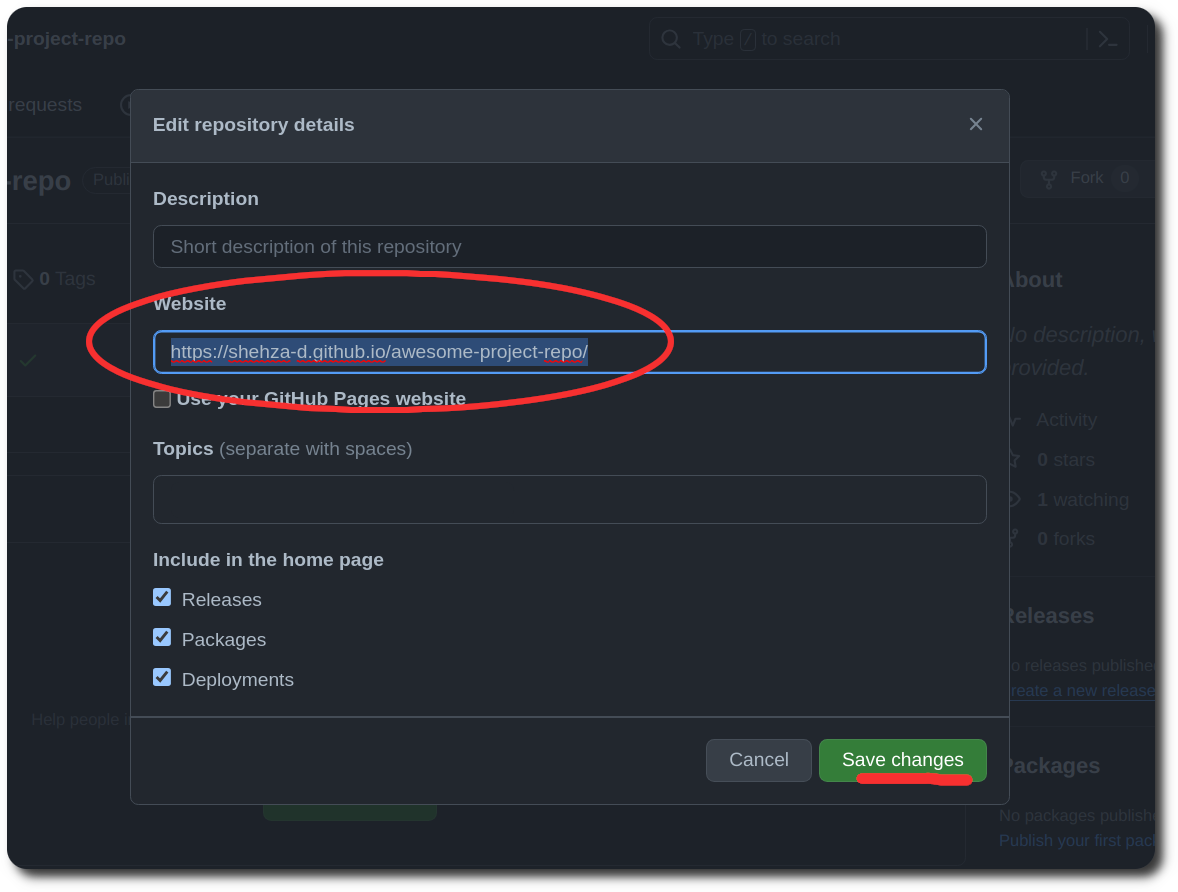 -project-repo
Type / to search
requests
-repo
Publi
Fork 0
0 Tags
Edit repository details
Description
Short description of this repository
Website
https://shehza-d.github.io/awesome-project-repo/
Use your GitHub Pages website
Topics (separate with spaces)
Include in the home page
Releases
Packages
Deployments
Cancel
Save changes
Help people i
About
No description, w
rovided.
Activity
0 stars
1 watching
0 forks
Releases
o releases publishe
reate a new release
Packages
No packages publishe
Publish your first pac